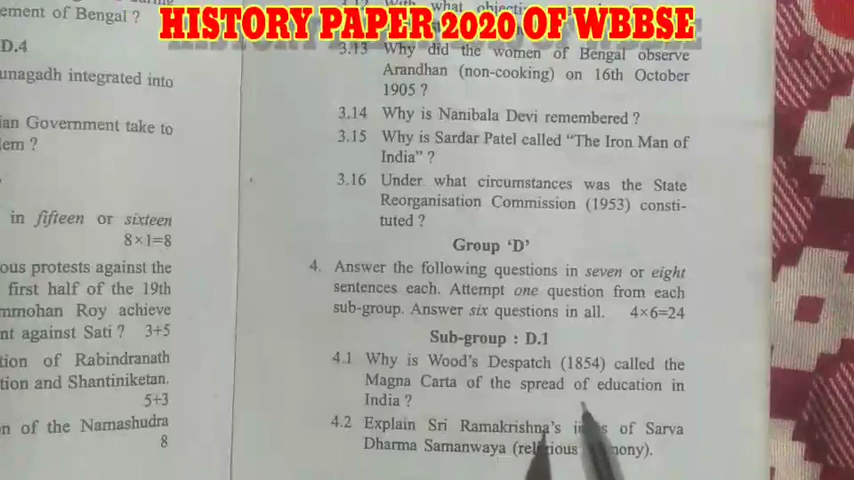 HISTORY PAPER 2020 OF WBBSE
ement of Bengal ?
D.4
unagadh integrated into
ian Government take to
em ?
in fifteen or sixteen
8×1=8
ous protests against the
first half of the 19th
mmohan Roy achieve
nt against Sati ? 3+5
tion of Rabindranath
tion and Shantiniketan.
5+3
n of the Namashudra
8
what
3.13 Why did the women of Bengal observe
Arandhan (non-cooking) on 16th October
1905 ?
3.14 Why is Nanibala Devi remembered ?
3.15 Why is Sardar Patel called "The Iron Man of
India" ?
3.16 Under what circumstances was the State
Reorganisation Commission (1953) consti-
tuted ?
Group 'D'
4. Answer the following questions in seven or eight
sentences each. Attempt one question from each
sub-group. Answer six questions in all. 4×6=24
Sub-group : D.1
4.1 Why is Wood's Despatch (1854) called the
Magna Carta of the spread of education in
India ?
4.2 Explain Sri Ramakrishna's of Sarva
Dharma Samanwaya